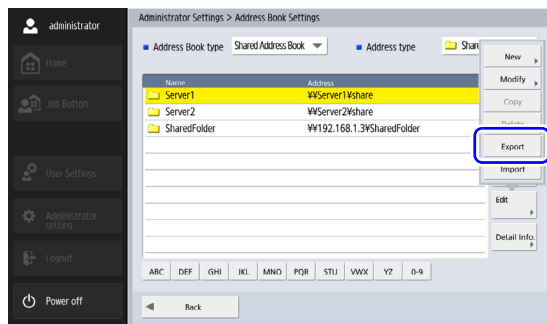 administrator
Home
Job Button
User Settings
Administrator
setting
Logout
Power off
Administrator Settings > Address Book Settings
Address Book type
Shared Address Book
Address type
Share
Name
Address
Server1
¥¥Server1¥share
Server2
¥¥Server2¥share
SharedFolder
¥¥192.168.1.3¥SharedFolder
New
Modify
Copy
Delete
Export
Import
Edit
Detail Info.
ABC DEF GHI JKL MNO PQR STU VWX YZ 0-9
Back